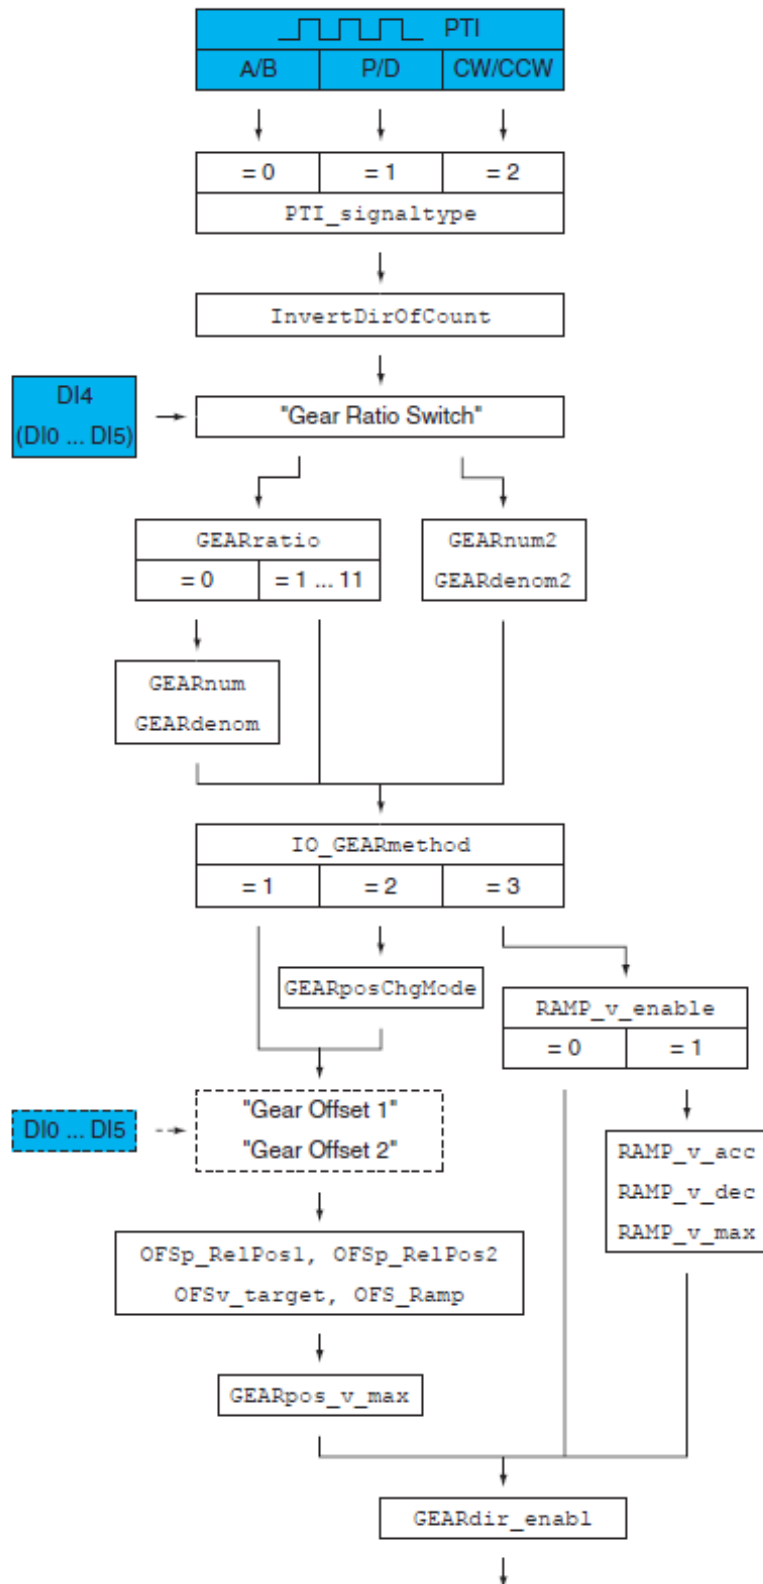 PTI
A/B P/D CW/CCW
= 0 = 1 = 2
PTI_signaltype
InvertDirOfCount
DI4
(DI0 ... DI5)
"Gear Ratio Switch"
GEARratio
= 0 = 1 ... 11
GEARnum2
GEARdenom2
GEARnum
GEARdenom
IO_GEARmethod
= 1 = 2 = 3
GEARposChgMode
RAMP_v_enable
= 0 = 1
DI0 ... DI5
"Gear Offset 1"
"Gear Offset 2"
RAMP_v_acc
RAMP_v_dec
RAMP_v_max
OFSp_RelPos1, OFSp_RelPos2
OFSv_target, OFS_Ramp
GEARpos_v_max
GEARdir_enabl